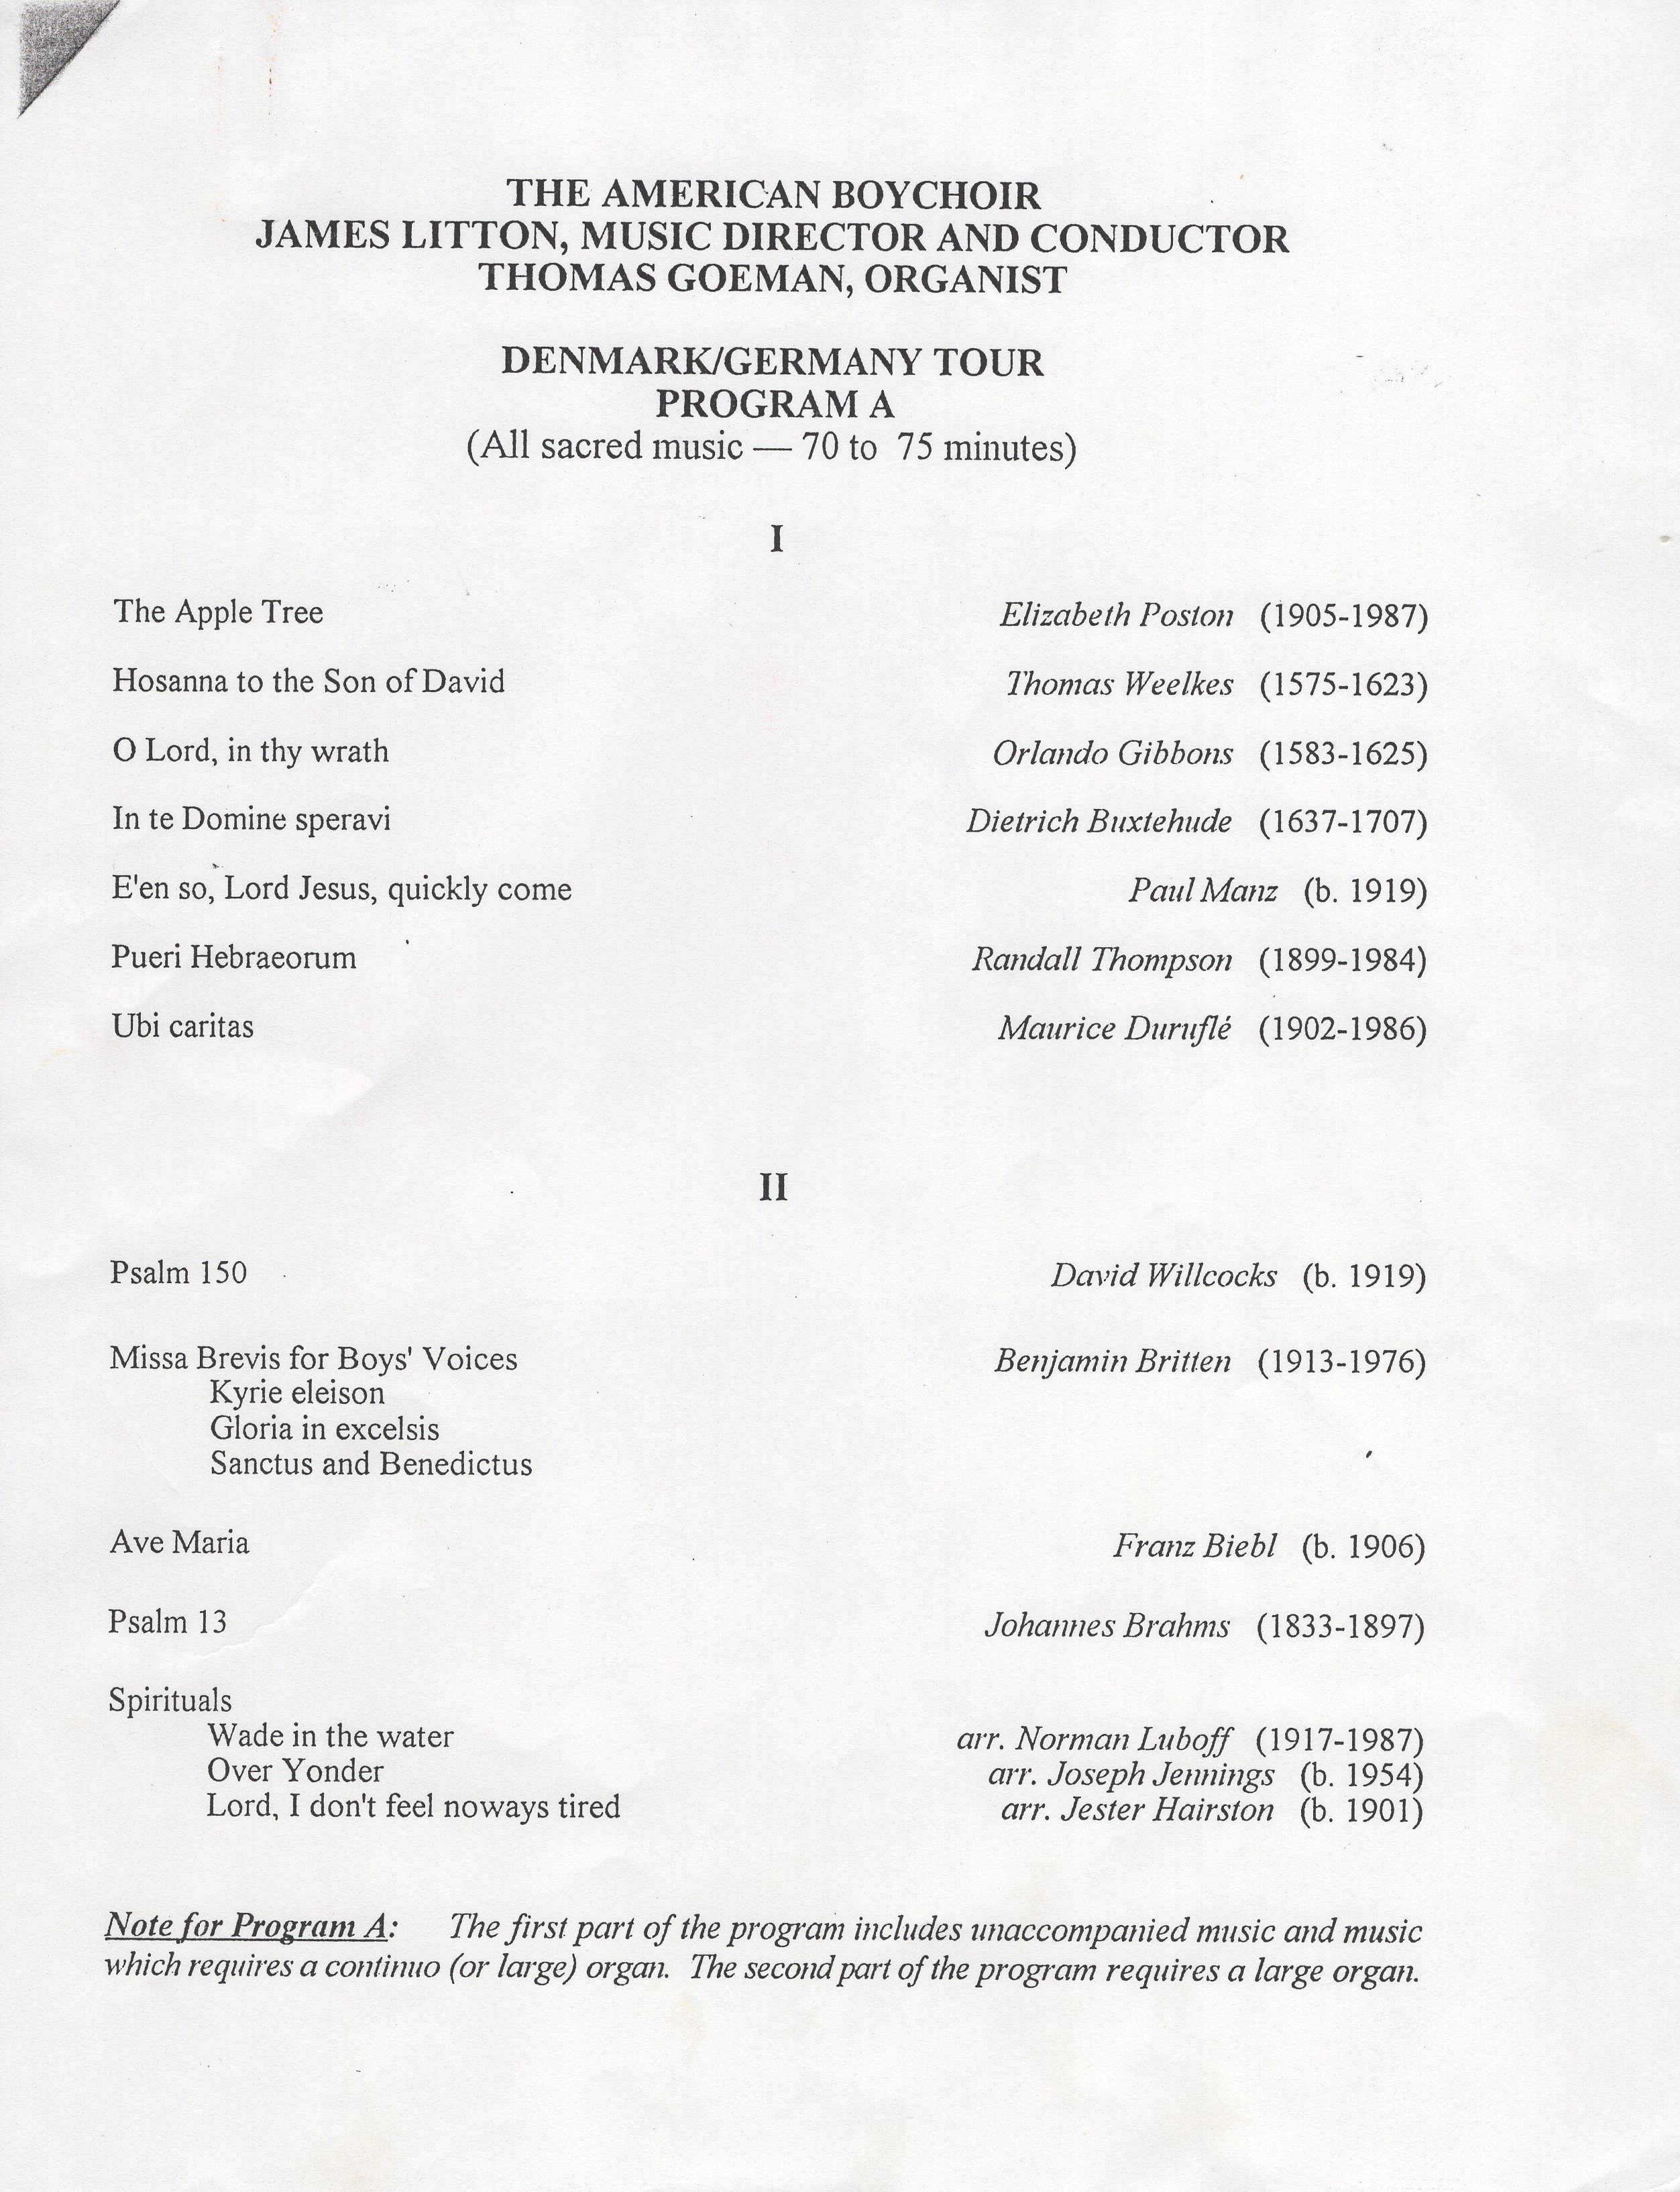 THE AMERICAN BOYCHOIR
JAMES LITTON, MUSIC DIRECTOR AND CONDUCTOR
THOMAS GOEMAN, ORGANIST
DENMARK/GERMANY TOUR
PROGRAM A
(All sacred music — 70 to 75 minutes)
I
The Apple Tree Elizabeth Poston (1905-1987)
Hosanna to the Son of David Thomas Weelkes (1575-1623)
O Lord, in thy wrath Orlando Gibbons (1583-1625)
In te Domine speravi Dietrich Buxtehude (1637-1707)
E'en so, Lord Jesus, quickly come Paul Manz (b. 1919)
Pueri Hebraeorum Randall Thompson (1899-1984)
Ubi caritas Maurice Duruflé (1902-1986)
II
Psalm 150 David Willcocks (b. 1919)
Missa Brevis for Boys' Voices Benjamin Britten (1913-1976)
Kyrie eleison
Gloria in excelsis
Sanctus and Benedictus
Ave Maria Franz Biebl (b. 1906)
Psalm 13 Johannes Brahms (1833-1897)
Spirituals
Wade in the water arr. Norman Luboff (1917-1987)
Over Yonder arr. Joseph Jennings (b. 1954)
Lord, I don't feel noways tired arr. Jester Hairston (b. 1901)
Note for Program A: The first part of the program includes unaccompanied music and music
which requires a continuo (or large) organ. The second part of the program requires a large organ.